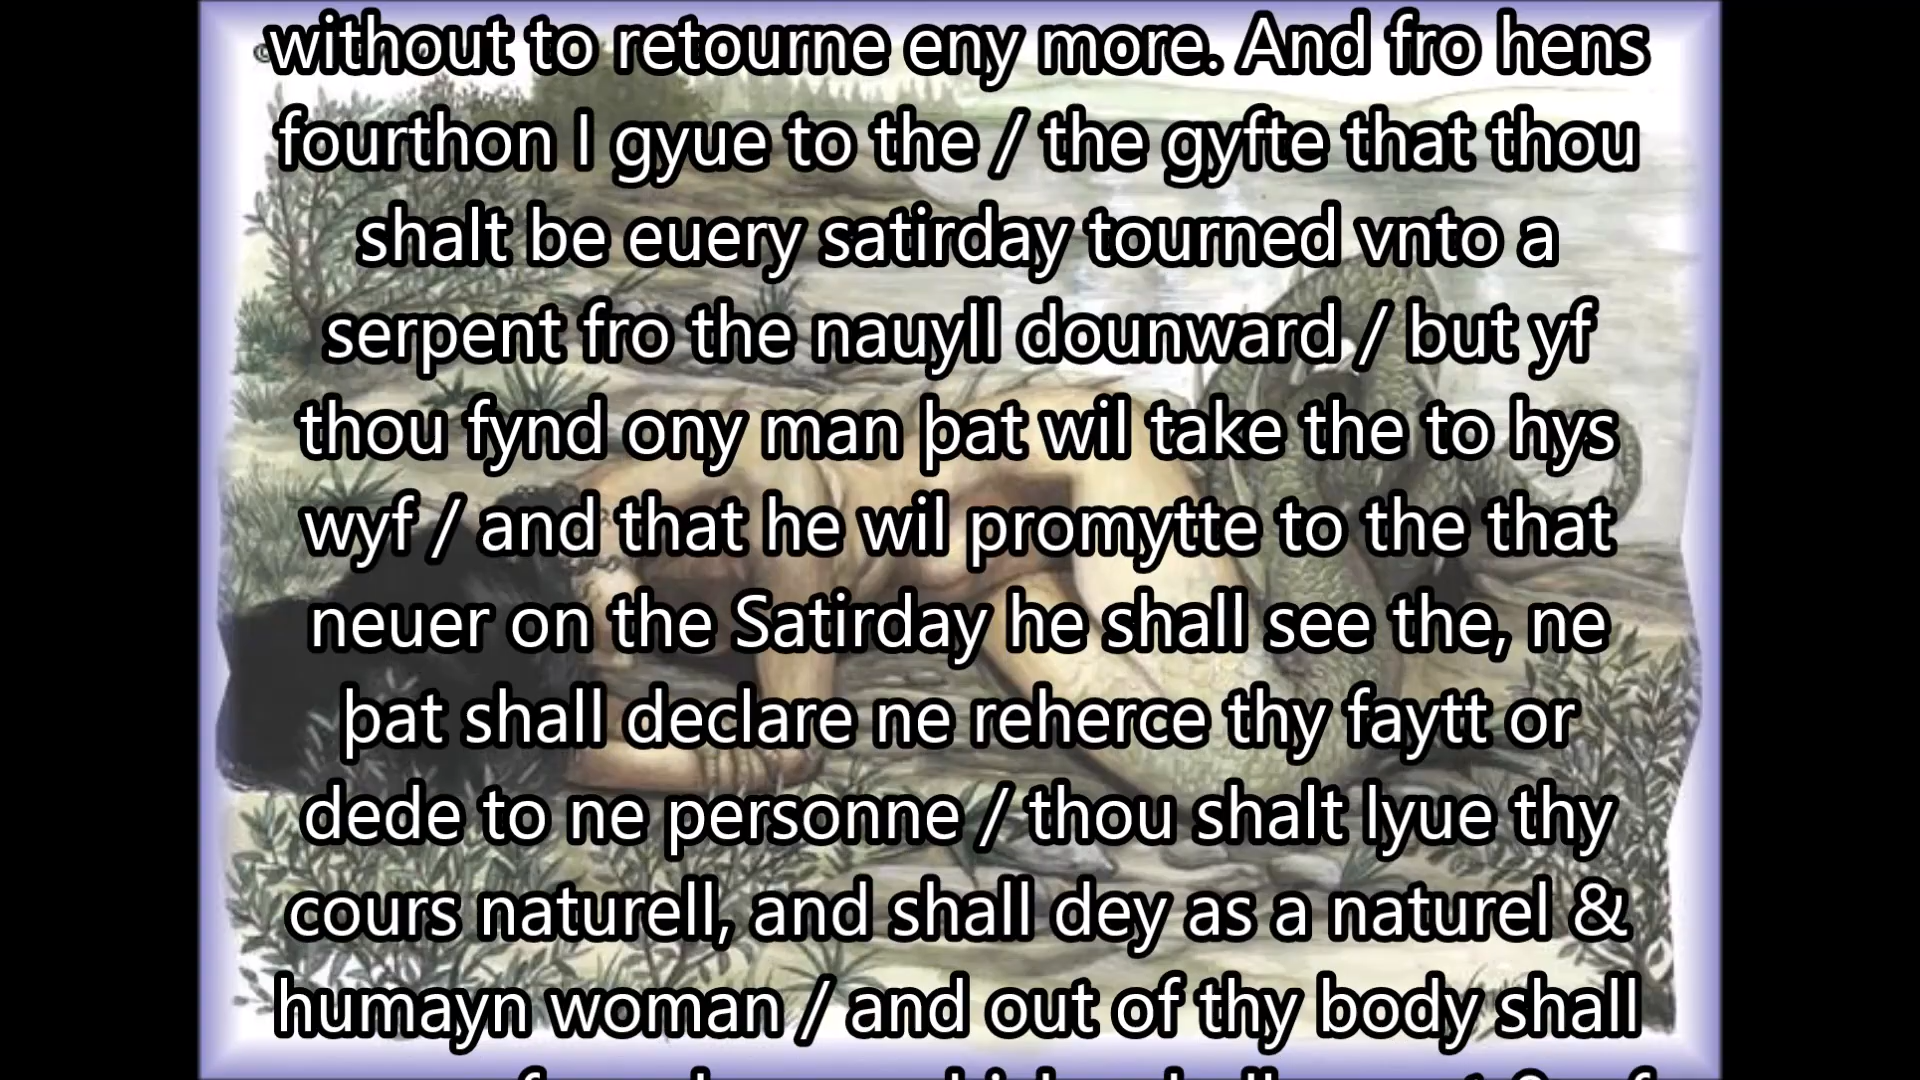 without to retourne eny more. And fro hens
fourthon I gyue to the / the gyfte that thou
shalt be euery satirday tourned vnto a
serpent fro the nauyll dounward / but yf
thou fynd ony man þat wil take the to hys
wyf / and that he wil promytte to the that
neuer on the Satirday he shall see the, ne
þat shall declare ne reherce thy faytt or
dede to ne personne / thou shalt lyue thy
cours naturell, and shall dey as a naturel &
humayn woman / and out of thy body shall